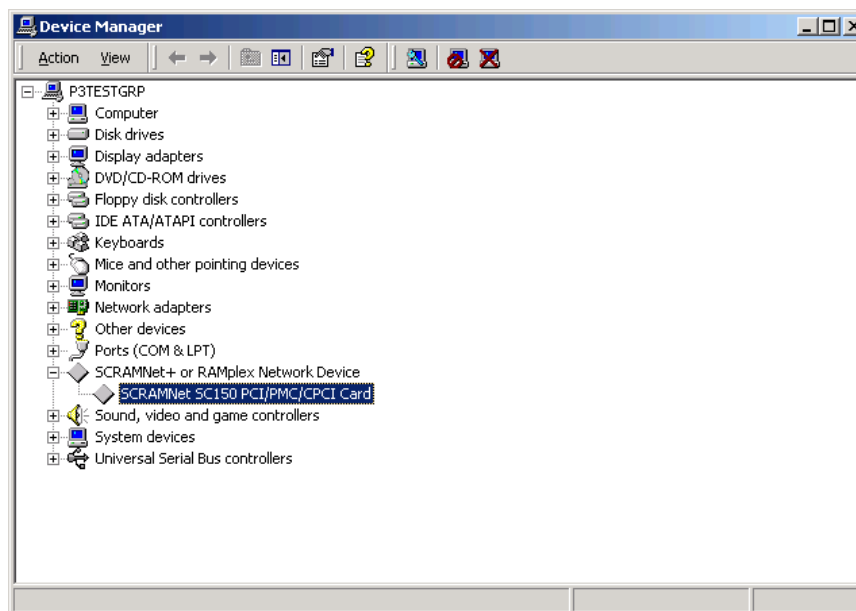 Device Manager
Action View
P3TESTGRP
Computer
Disk drives
Display adapters
DVD/CD-ROM drives
Floppy disk controllers
IDE ATA/ATAPI controllers
Keyboards
Mice and other pointing devices
Monitors
Network adapters
Other devices
Ports (COM & LPT)
SCRAMNet+ or RAMplex Network Device
SCRAMNet SC150 PCI/PMC/CPCI Card
Sound, video and game controllers
System devices
Universal Serial Bus controllers